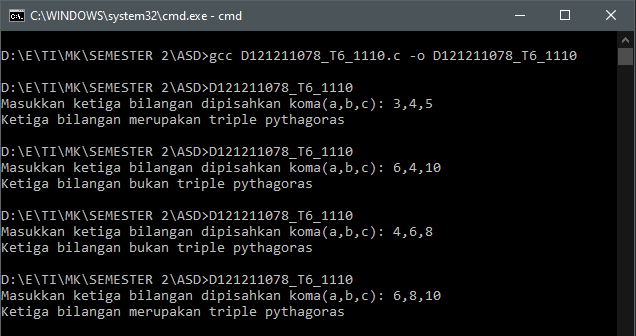 C:\WINDOWS\system32\cmd.exe - cmd
D:\E\TI\MK\SEMESTER 2\ASD>gcc D121211078_T6_1110.c -o D121211078_T6_1110
D:\E\TI\MK\SEMESTER 2\ASD>D121211078_T6_1110
Masukkan ketiga bilangan dipisahkan koma(a,b,c): 3,4,5
Ketiga bilangan merupakan triple pythagoras
D:\E\TI\MK\SEMESTER 2\ASD>D121211078_T6_1110
Masukkan ketiga bilangan dipisahkan koma(a,b,c): 6,4,10
Ketiga bilangan bukan triple pythagoras
D:\E\TI\MK\SEMESTER 2\ASD>D121211078_T6_1110
Masukkan ketiga bilangan dipisahkan koma(a,b,c): 4,6,8
Ketiga bilangan bukan triple pythagoras
D:\E\TI\MK\SEMESTER 2\ASD>D121211078_T6_1110
Masukkan ketiga bilangan dipisahkan koma(a,b,c): 6,8,10
Ketiga bilangan merupakan triple pythagoras